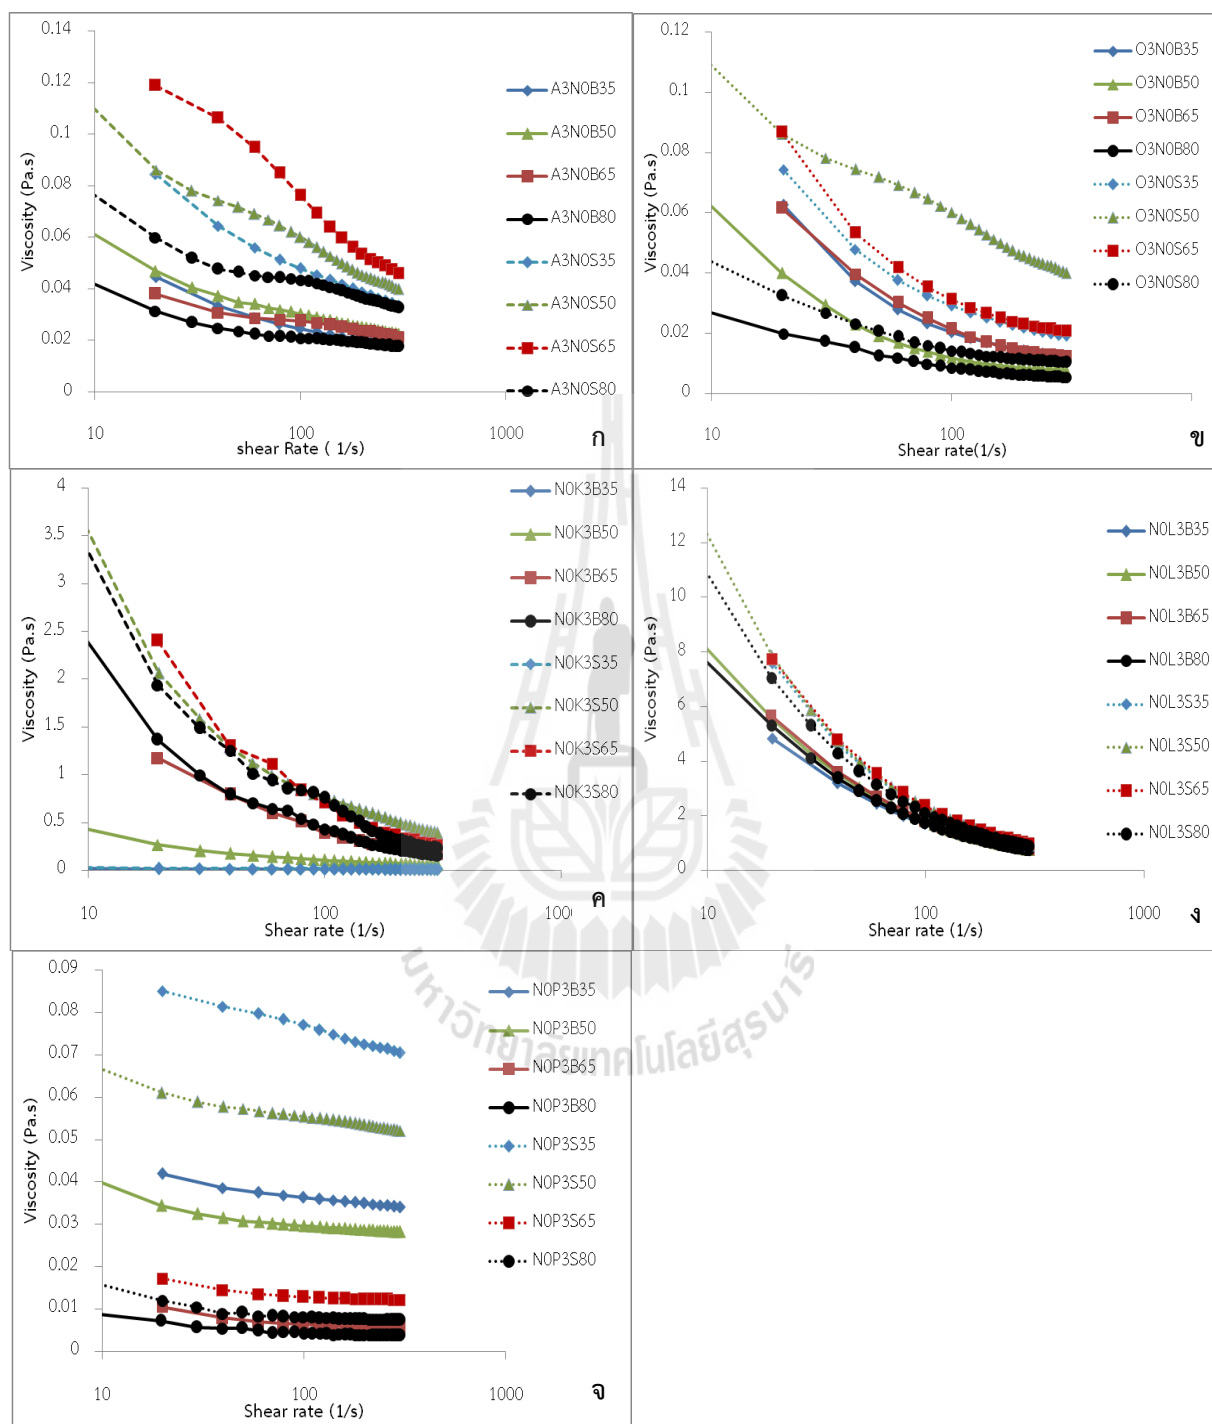 0.14
0.12
0.1
0.08
0.06
0.04
0.02
0
Viscosity (Pa.s)
10
100
1000
shear Rate ( 1/s)
A3N0B35
A3N0B50
A3N0B65
A3N0B80
A3N0S35
A3N0S50
A3N0S65
A3N0S80
ก
0.12
0.1
0.08
0.06
0.04
0.02
0
Viscosity (Pa.s)
10
100
Shear rate(1/s)
O3N0B35
O3N0B50
O3N0B65
O3N0B80
O3N0S35
O3N0S50
O3N0S65
O3N0S80
ข
4
3.5
3
2.5
2
1.5
1
0.5
0
Viscosity (Pa.s)
10
100
1000
Shear rate (1/s)
N0K3B35
N0K3B50
N0K3B65
N0K3B80
N0K3S35
N0K3S50
N0K3S65
N0K3S80
ค
14
12
10
8
6
4
2
0
Viscosity (Pa.s)
10
100
1000
Shear rate (1/s)
N0L3B35
N0L3B50
N0L3B65
N0L3B80
N0L3S35
N0L3S50
N0L3S65
N0L3S80
ง
0.09
0.08
0.07
0.06
0.05
0.04
0.03
0.02
0.01
0
Viscosity (Pa.s)
10
100
1000
Shear rate (1/s)
N0P3B35
N0P3B50
N0P3B65
N0P3B80
N0P3S35
N0P3S50
N0P3S65
N0P3S80
จ
มหาวิทยาลัยเทคโนโลยีสุรนารี